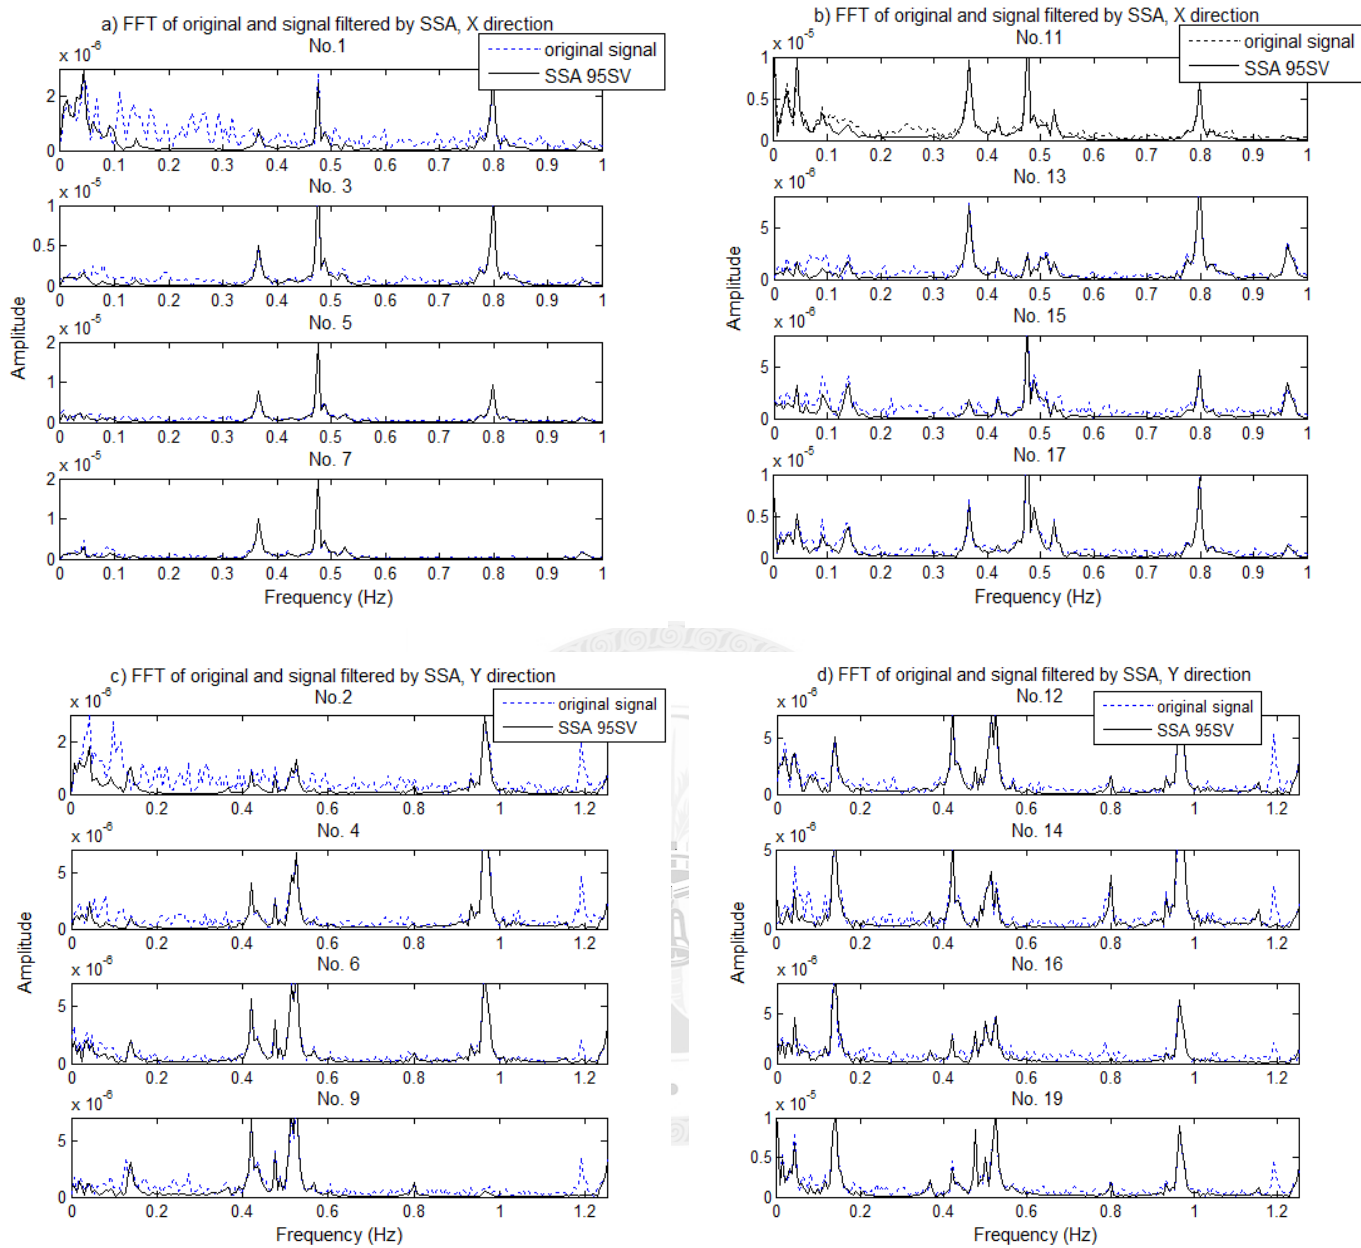 a) FFT of original and signal filtered by SSA, X direction
No.1
original signal
SSA 95SV
x 10-6
2
0
0 0.1 0.2 0.3 0.4 0.5 0.6 0.7 0.8 0.9 1
x 10-5
No. 3
1
0.5
0
0 0.1 0.2 0.3 0.4 0.5 0.6 0.7 0.8 0.9 1
x 10-5
No. 5
2
1
0
0 0.1 0.2 0.3 0.4 0.5 0.6 0.7 0.8 0.9 1
x 10-5
No. 7
2
1
0
0 0.1 0.2 0.3 0.4 0.5 0.6 0.7 0.8 0.9 1
Amplitude
Frequency (Hz)
b) FFT of original and signal filtered by SSA, X direction
No.11
original signal
SSA 95SV
x 10-5
1
0.5
0
0 0.1 0.2 0.3 0.4 0.5 0.6 0.7 0.8 0.9 1
x 10-6
No. 13
5
0
0 0.1 0.2 0.3 0.4 0.5 0.6 0.7 0.8 0.9 1
x 10-6
No. 15
5
0
0 0.1 0.2 0.3 0.4 0.5 0.6 0.7 0.8 0.9 1
x 10-5
No. 17
1
0.5
0
0 0.1 0.2 0.3 0.4 0.5 0.6 0.7 0.8 0.9 1
Amplitude
Frequency (Hz)
c) FFT of original and signal filtered by SSA, Y direction
No.2
original signal
SSA 95SV
x 10-6
2
0
0 0.2 0.4 0.6 0.8 1 1.2
x 10-6
No. 4
5
0
0 0.2 0.4 0.6 0.8 1 1.2
x 10-6
No. 6
5
0
0 0.2 0.4 0.6 0.8 1 1.2
x 10-6
No. 9
5
0
0 0.2 0.4 0.6 0.8 1 1.2
Amplitude
Frequency (Hz)
d) FFT of original and signal filtered by SSA, Y direction
No.12
original signal
SSA 95SV
x 10-6
5
0
0 0.2 0.4 0.6 0.8 1 1.2
x 10-6
No. 14
5
0
0 0.2 0.4 0.6 0.8 1 1.2
x 10-6
No. 16
5
0
0 0.2 0.4 0.6 0.8 1 1.2
x 10-5
No. 19
1
0.5
0
0 0.2 0.4 0.6 0.8 1 1.2
Amplitude
Frequency (Hz)